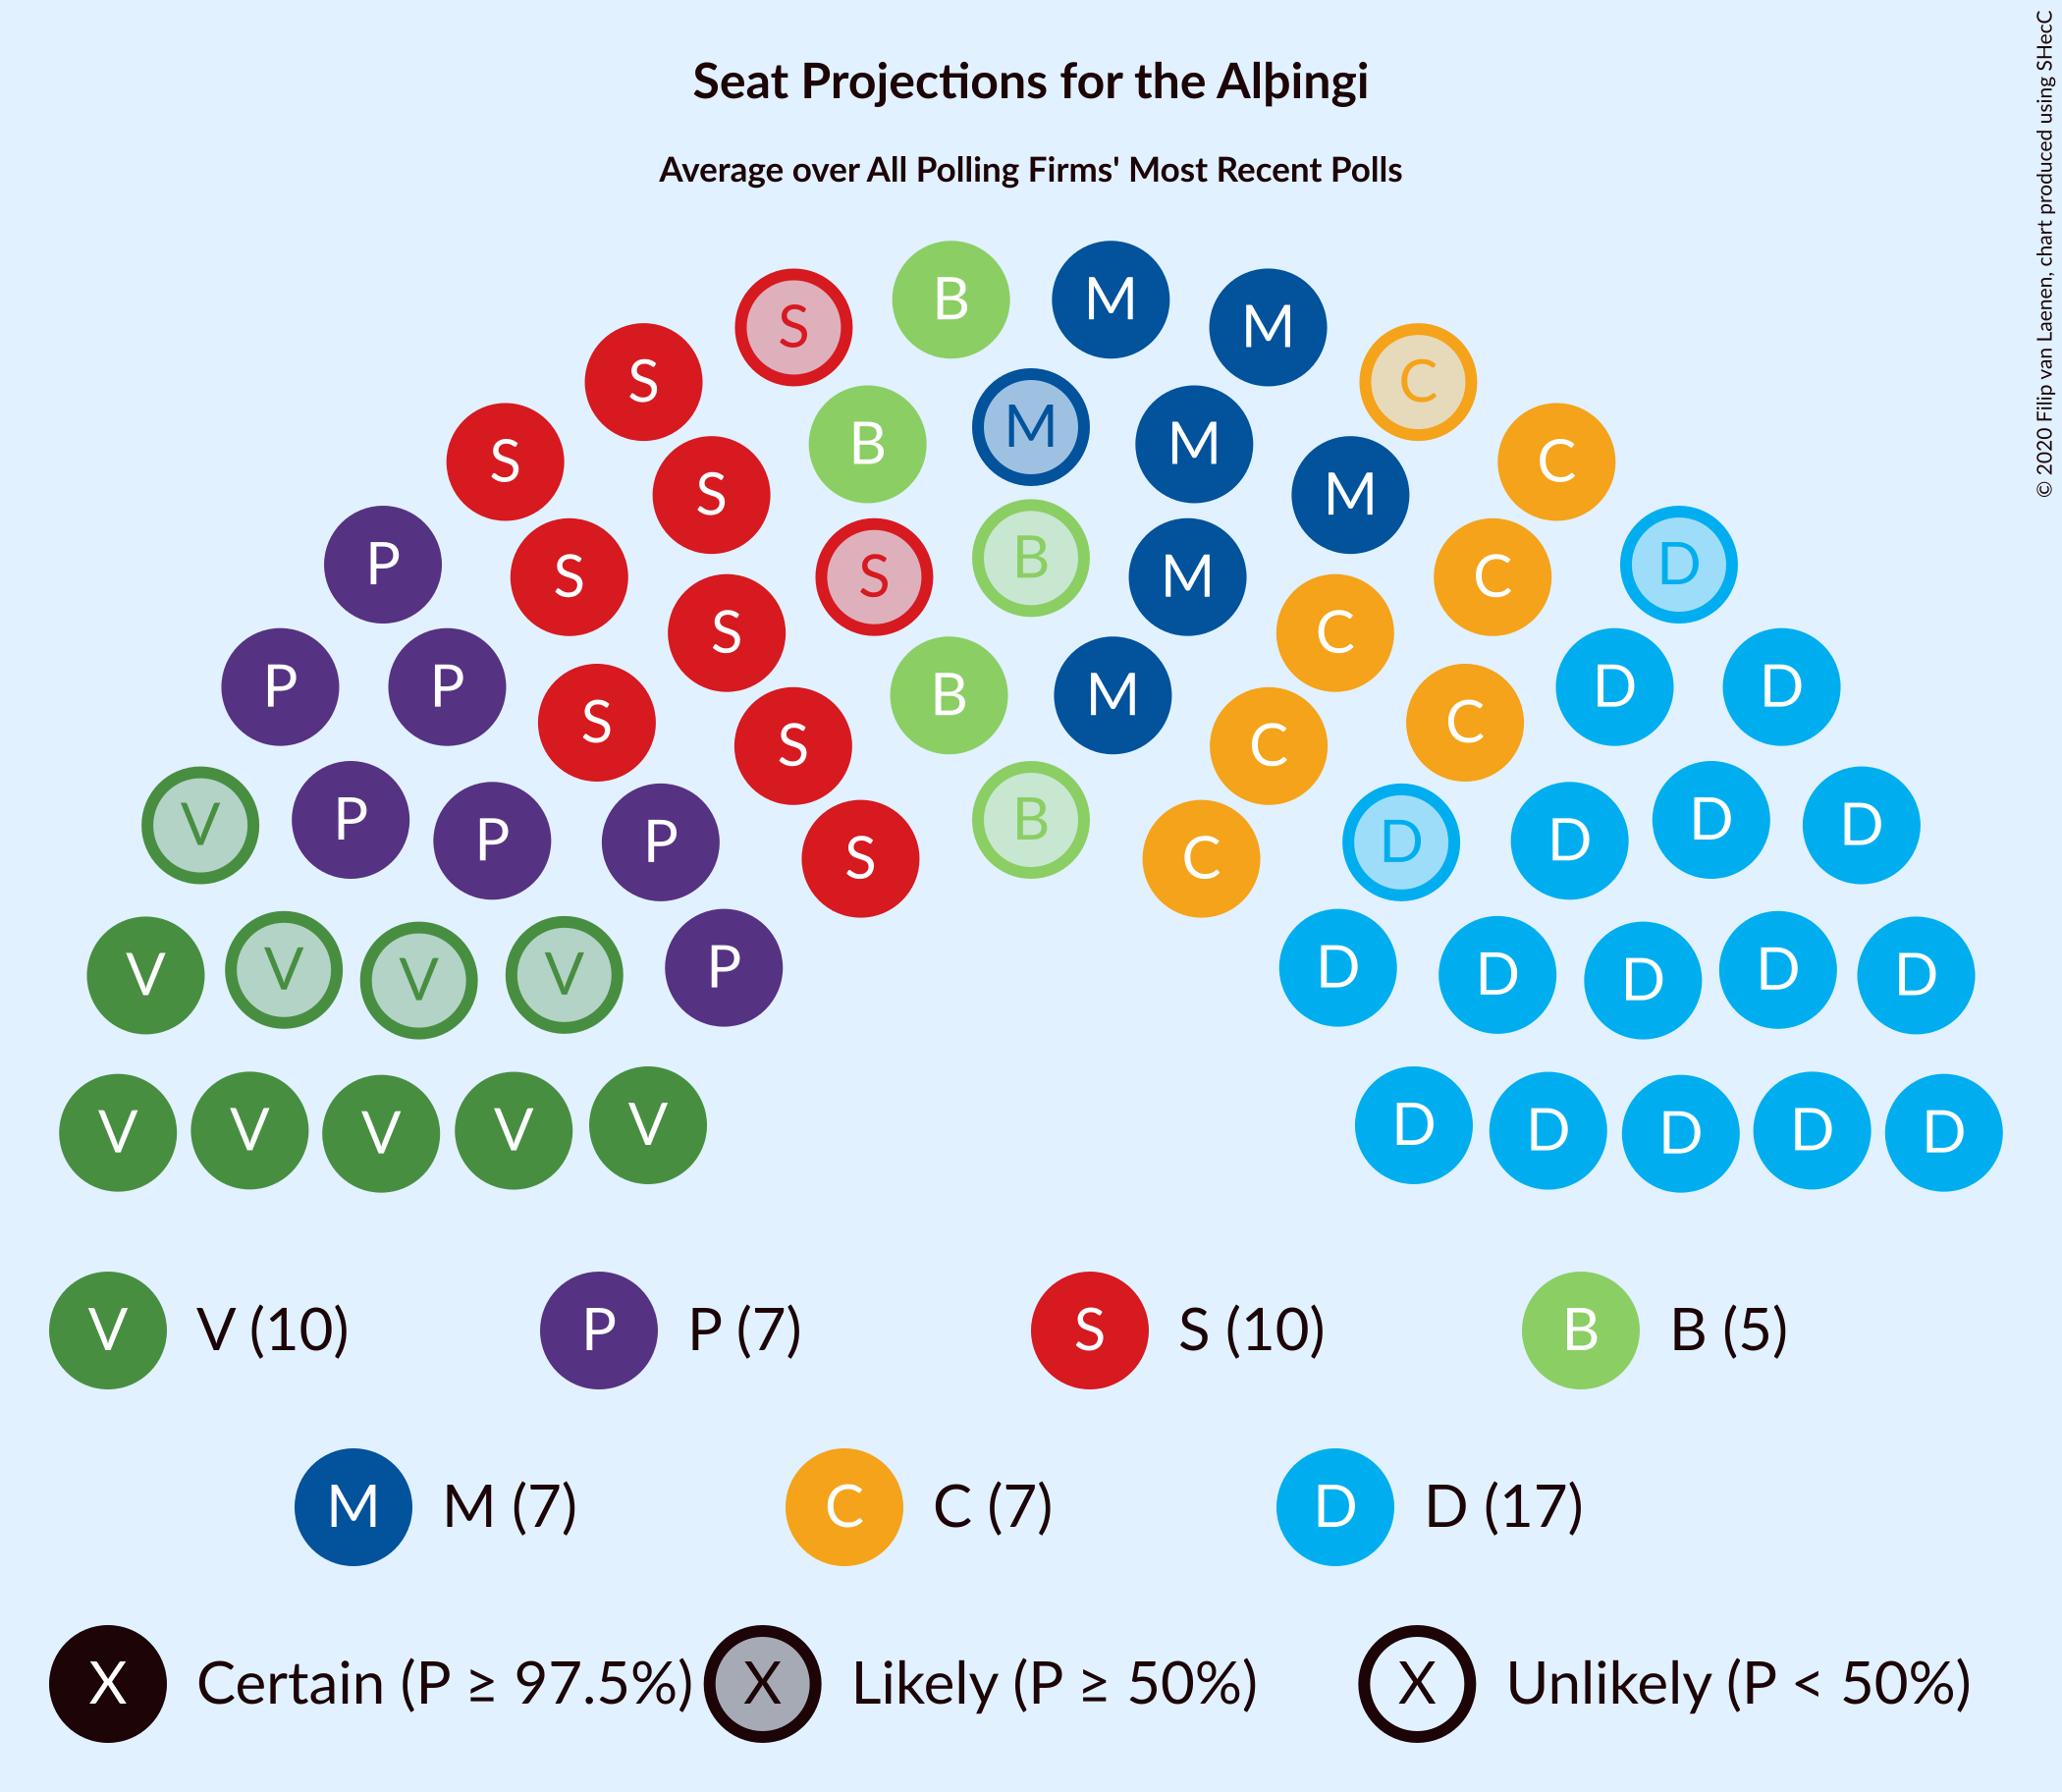 © 2020 Filip van Laenen, chart produced using SHecC
Seat Projections for the Alþingi
Average over All Polling Firms' Most Recent Polls
B M
S M
S C
M
B M
S C
S M
B
P D
S S M C
S C
P P D D
B M
S C
S C
V P B D D
P P D D
S C
V V V V P D D D D D
V V V V V D D D D D
V V (10) P P (7) S S (10) B B (5)
M M (7) C C (7) D D (17)
X Certain (P ≥ 97.5%) X Likely (P ≥ 50%) X Unlikely (P < 50%)